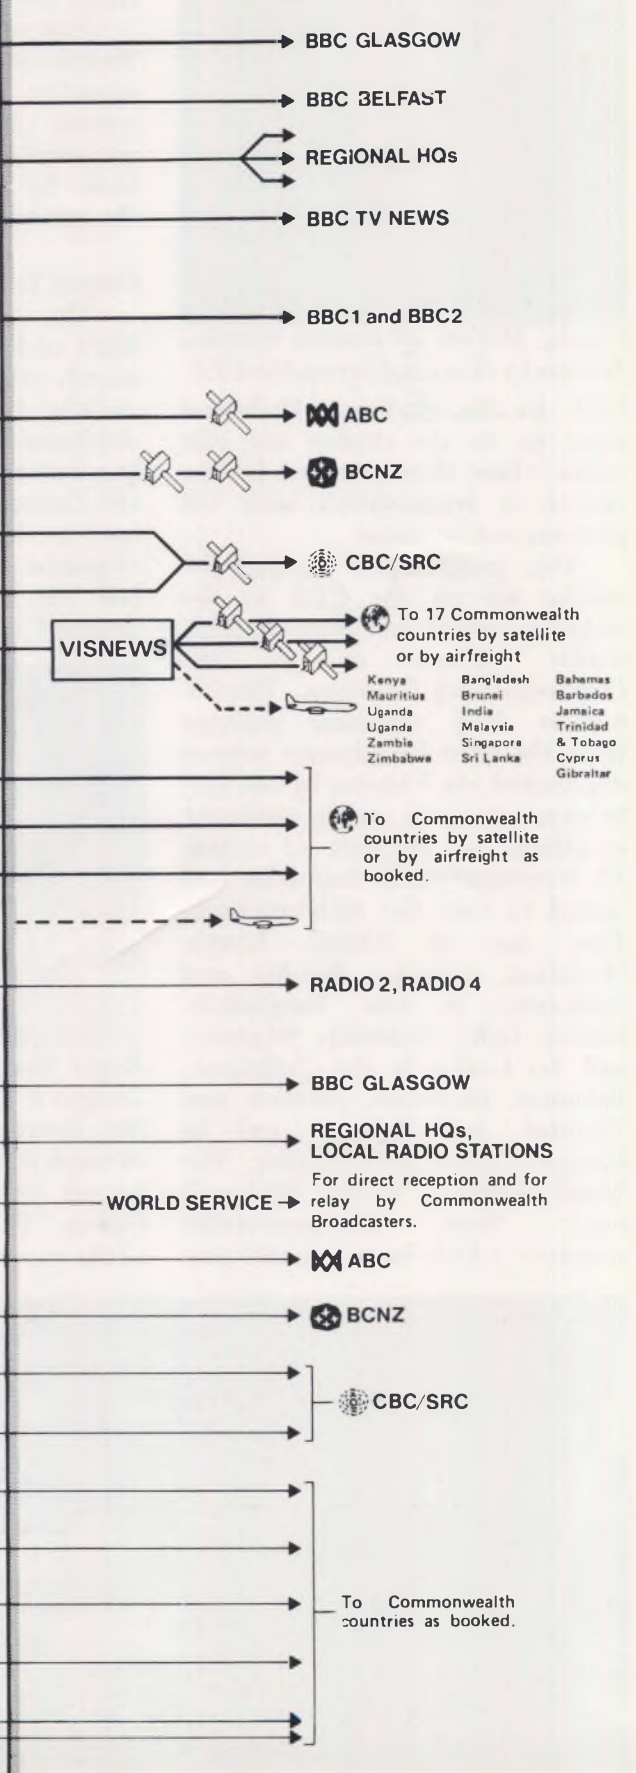 BBC GLASGOW
BBC BELFAST
REGIONAL HQs
BBC TV NEWS
BBC1 and BBC2
ABC
BCNZ
CBC/SRC
VISNEWS
To 17 Commonwealth
countries by satellite
or by airfreight
Kenya
Mauritius
Uganda
Uganda
Zambia
Zimbabwe
Bangladesh
Brunei
India
Malaysia
Singapore
Sri Lanka
Bahamas
Barbados
Jamaica
Trinidad
& Tobago
Cyprus
Gibraltar
To Commonwealth
countries by satellite
or by airfreight as
booked.
RADIO 2, RADIO 4
BBC GLASGOW
REGIONAL HQs,
LOCAL RADIO STATIONS
WORLD SERVICE
For direct reception and for
relay by Commonwealth
Broadcasters.
ABC
BCNZ
CBC/SRC
To Commonwealth
countries as booked.